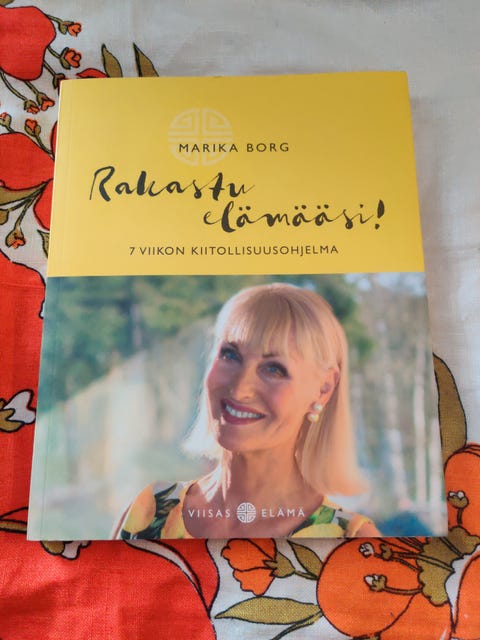 MARIKA BORG
Rakastu
elämääsi!
7 VIIKON KIITOLLISUUSOHJELMA
VIISAS ELÄMÄ